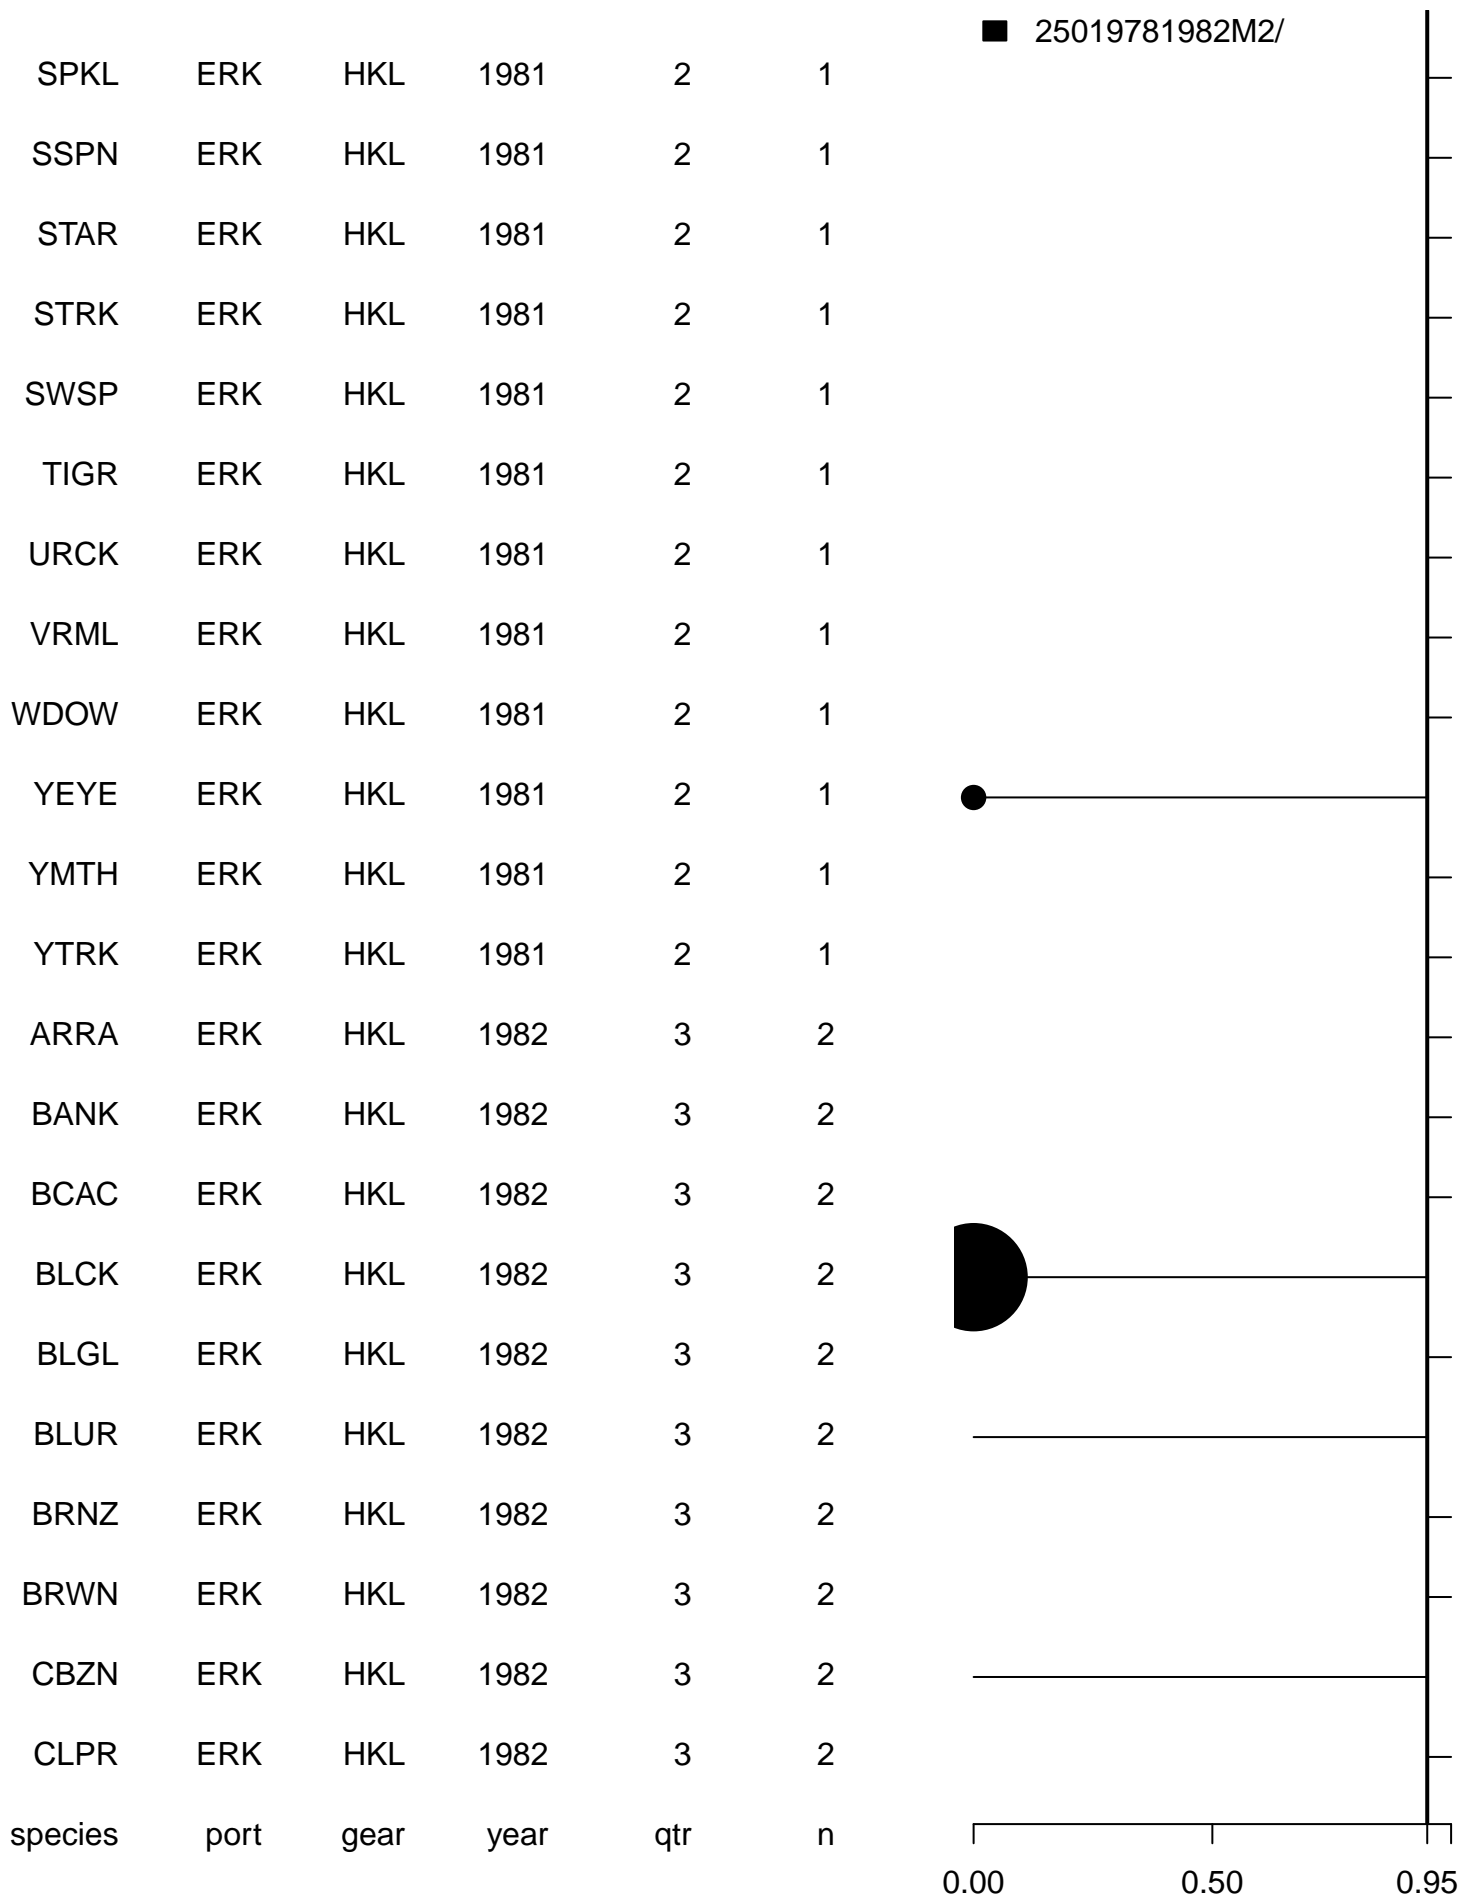 25019781982M2/
SPKL ERK HKL 1981 2 1
SSPN ERK HKL 1981 2 1
STAR ERK HKL 1981 2 1
STRK ERK HKL 1981 2 1
SWSP ERK HKL 1981 2 1
TIGR ERK HKL 1981 2 1
URCK ERK HKL 1981 2 1
VRML ERK HKL 1981 2 1
WDOW ERK HKL 1981 2 1
YEYE ERK HKL 1981 2 1
YMTH ERK HKL 1981 2 1
YTRK ERK HKL 1981 2 1
ARRA ERK HKL 1982 3 2
BANK ERK HKL 1982 3 2
BCAC ERK HKL 1982 3 2
BLCK ERK HKL 1982 3 2
BLGL ERK HKL 1982 3 2
BLUR ERK HKL 1982 3 2
BRNZ ERK HKL 1982 3 2
BRWN ERK HKL 1982 3 2
CBZN ERK HKL 1982 3 2
CLPR ERK HKL 1982 3 2
species port gear year qtr n
0.00 0.50 0.95